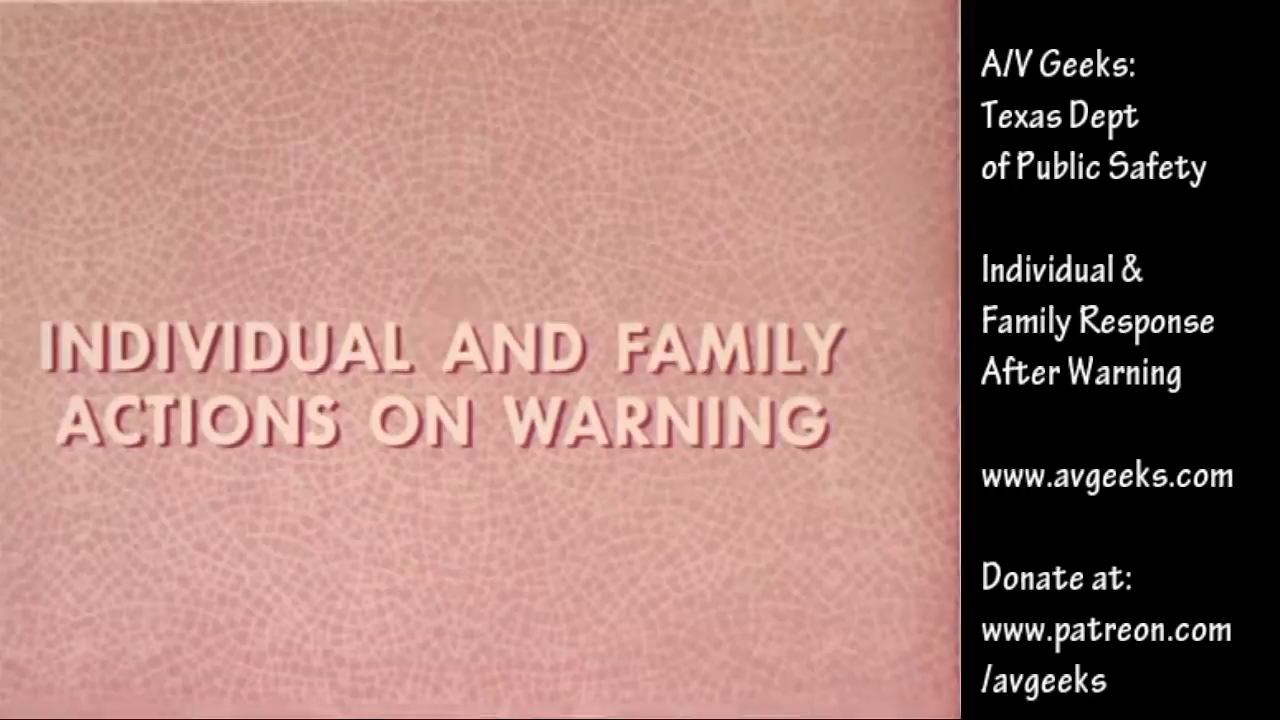 INDIVIDUAL AND FAMILY
ACTIONS ON WARNING
A/V Geeks:
Texas Dept
of Public Safety
Individual &
Family Response
After Warning
www.avgeeks.com
Donate at:
www.patreon.com
/avgeeks